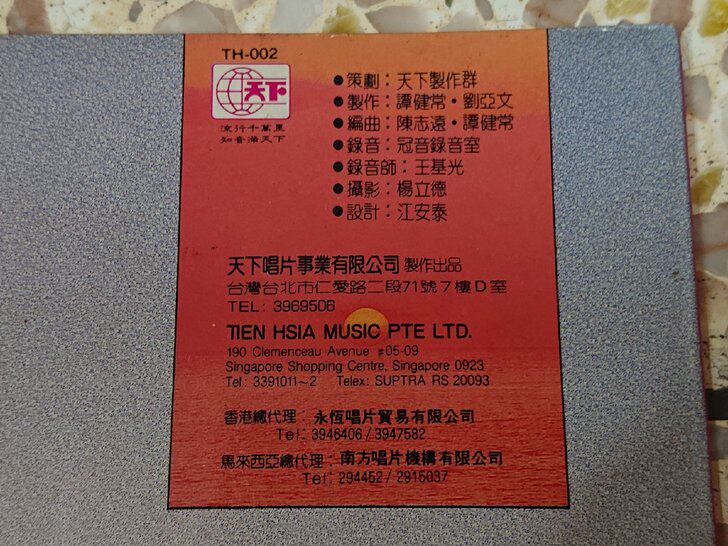 TH-002
天下
流行千萬里
知音滿天下
●策劃：天下製作群
●製作：譚健常・劉亞文
●編曲：陳志遠・譚健常
●錄音：冠音錄音室
●錄音師：王基光
●攝影：楊立德
●設計：江安泰
天下唱片事業有限公司 製作出品
台灣台北市仁愛路二段71號7樓D室
TEL: 3969506
TIEN HSIA MUSIC PTE LTD.
190 Clemenceau Avenue #05-09
Singapore Shopping Centre, Singapore 0923
Tel: 3391011~2 Telex: SUPTRA RS 20093
香港總代理：永恆唱片貿易有限公司
Tel: 3946406/3947582
馬來西亞總代理：南方唱片機構有限公司
Tel: 294452/2915037